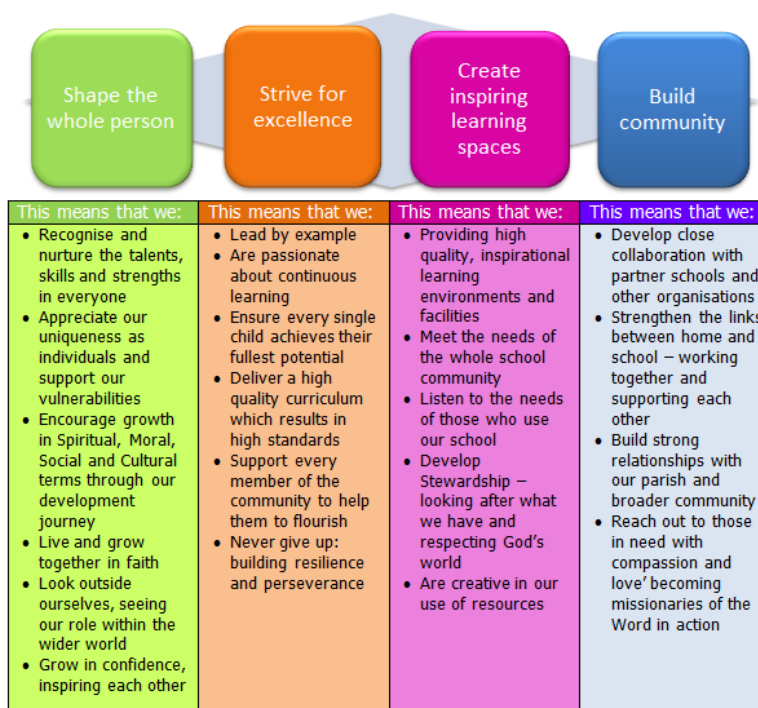 Shape the
whole person
Strive for
excellence
Create
inspiring
learning
spaces
Build
community
This means that we:
• Recognise and
nurture the talents,
skills and strengths
in everyone
• Appreciate our
uniqueness as
individuals and
support our
vulnerabilities
• Encourage growth
in Spiritual, Moral,
Social and Cultural
terms through our
development
journey
• Live and grow
together in faith
• Look outside
ourselves, seeing
our role within the
wider world
• Grow in confidence,
inspiring each other
This means that we:
• Lead by example
• Are passionate
about continuous
learning
• Ensure every single
child achieves their
fullest potential
• Deliver a high
quality curriculum
which results in
high standards
• Support every
member of the
community to help
them to flourish
• Never give up:
building resilience
and perseverance
This means that we:
• Providing high
quality, inspirational
learning
environments and
facilities
• Meet the needs of
the whole school
community
• Listen to the needs
of those who use
our school
• Develop
Stewardship –
looking after what
we have and
respecting God's
world
• Are creative in our
use of resources
This means that we:
• Develop close
collaboration with
partner schools and
other organisations
• Strengthen the links
between home and
school – working
together and
supporting each
other
• Build strong
relationships with
our parish and
broader community
• Reach out to those
in need with
compassion and
love' becoming
missionaries of the
Word in action